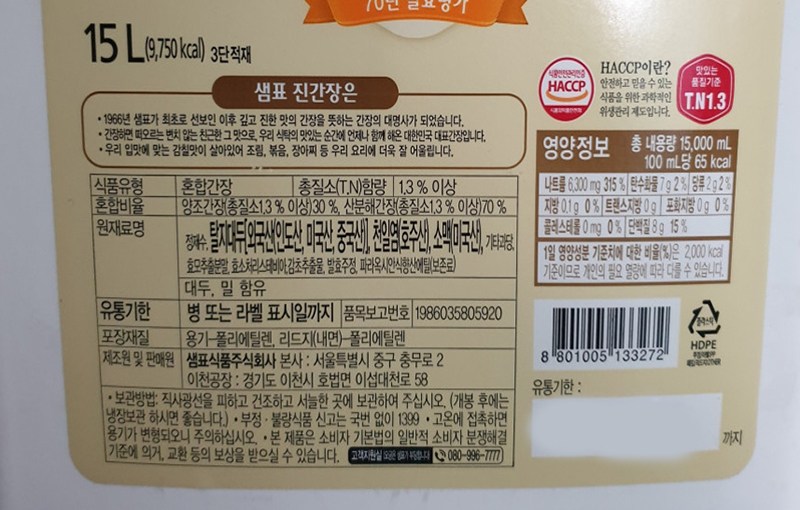 70년
15 L (9,750 kcal) 3단적재
샘표 진간장은
• 1966년 샘표가 최초로 선보인 이후 깊고 진한 맛의 간장을 뜻하는 간장의 대명사가 되었습니다.
• 간장하면 떠오르는 변치 않는 친근한 그 맛으로, 우리 식탁의 맛있는 순간에 언제나 함께 해온 대한민국 대표간장입니다.
• 우리 입맛에 맞는 감칠맛이 살아있어 조림, 볶음, 장아찌 등 우리 요리에 더욱 잘 어울립니다.
식품안전관리인증
HACCP
HACCP이란?
안전하고 믿을 수 있는
식품을 위한 과학적인
위생관리 제도입니다.
맛있는
품질기준
T.N1.3
식품유형 혼합간장 총질소(T.N)함량 1.3 % 이상
혼합비율 양조간장(총질소1.3 % 이상)30 %, 산분해간장(총질소1.3 % 이상)70 %
원재료명 정제수, 탈지대두[외국산(인도산, 미국산, 중국산)], 천일염(호주산), 소맥(미국산), 기타과당,
효모추출분말, 효소처리스테비아, 감초추출물, 발효주정, 파라옥시안식향산에틸(보존료)
대두, 밀 함유
유통기한 병 또는 라벨 표시일까지 품목보고번호 1986035805920
포장재질 용기-폴리에틸렌, 리드지(내면)-폴리에틸렌
제조원 및 판매원 샘표식품주식회사 본사 : 서울특별시 중구 충무로 2
이천공장 : 경기도 이천시 호법면 이섭대천로 58
• 보관방법: 직사광선을 피하고 건조하고 서늘한 곳에 보관하여 주십시오. (개봉 후에는
냉장보관 하시면 좋습니다.) • 부정 · 불량식품 신고는 국번 없이 1399 • 고온에 접촉하면
용기가 변형되오니 주의하십시오. • 본 제품은 소비자 기본법의 일반적 소비자 분쟁해결
기준에 의거, 교환 등의 보상을 받으실 수 있습니다. 고객지원실 080-996-7777
영양정보 총 내용량 15,000 mL
100 mL당 65 kcal
나트륨 6,300 mg 315 % 탄수화물 7 g 2 % 당류 2 g 2 %
지방 0.1 g 0 % 트랜스지방 0 g 포화지방 0 g 0 %
콜레스테롤 0 mg 0 % 단백질 8 g 15 %
1일 영양성분 기준치에 대한 비율(%)은 2,000 kcal
기준이므로 개인의 필요 열량에 따라 다를 수 있습니다.
8 801005 133272
플라스틱
HDPE
유통기한 :
까지